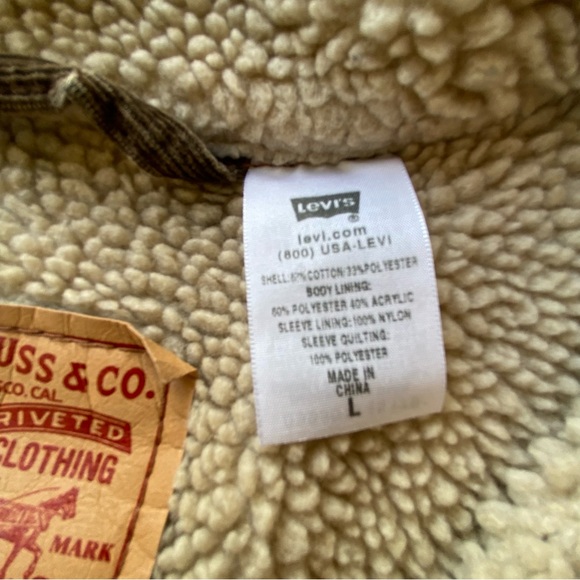 Levi's
levi.com
(800) USA-LEVI
SHELL: 67% COTTON/33% POLYESTER
BODY LINING:
60% POLYESTER 40% ACRYLIC
SLEEVE LINING: 100% NYLON
SLEEVE QUILTING:
100% POLYESTER
MADE IN
CHINA
L
USS & CO.
SCO. CAL.
RIVETED
CLOTHING
MARK